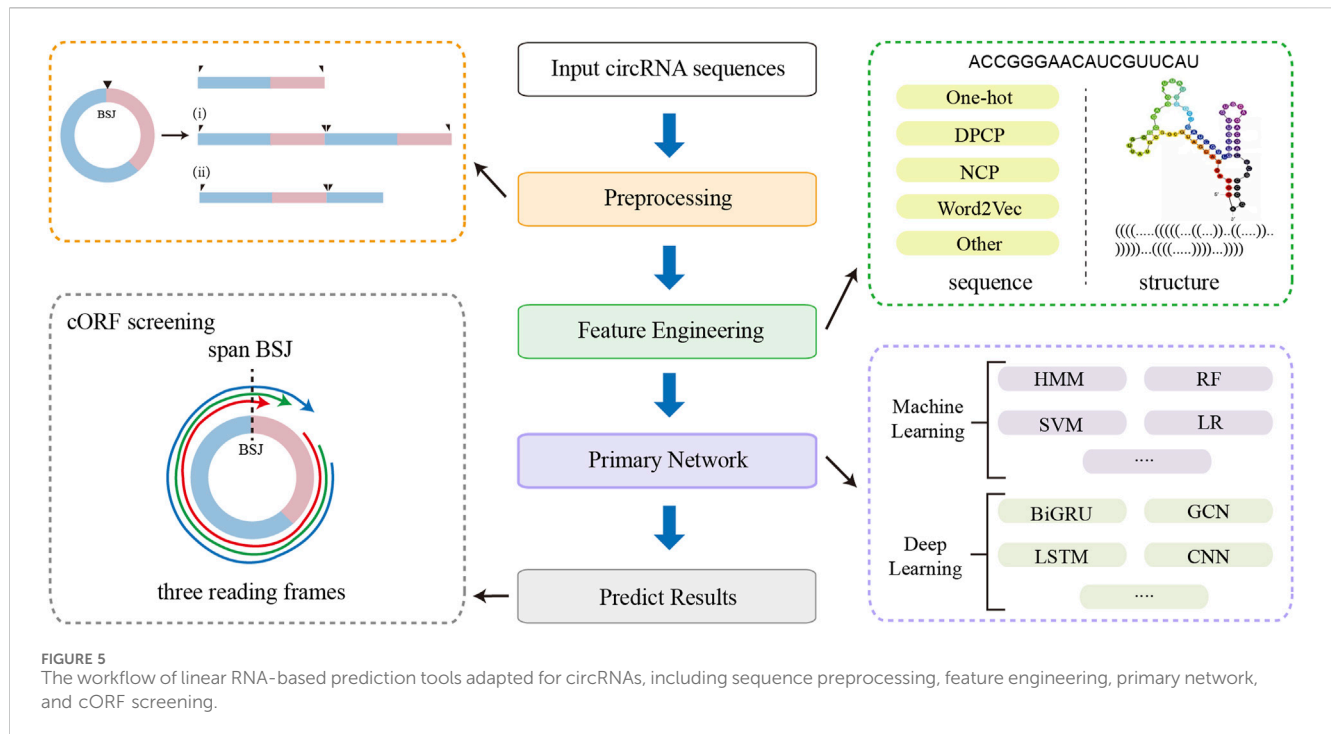 Input circRNA sequences
Preprocessing
Feature Engineering
Primary Network
Predict Results
BSJ
(i)
(ii)
ACCGGGAACAUCGUUCAU
One-hot
DPCP
NCP
Word2Vec
Other
sequence
((((.....(((((...((...))..((....))..
)))))...((((.....))))...))))
structure
cORF screening
span BSJ
BSJ
three reading frames
Machine
Learning
HMM
RF
SVM
LR
....
Deep
Learning
BiGRU
GCN
LSTM
CNN
....
FIGURE 5
The workflow of linear RNA-based prediction tools adapted for circRNAs, including sequence preprocessing, feature engineering, primary network,
and cORF screening.